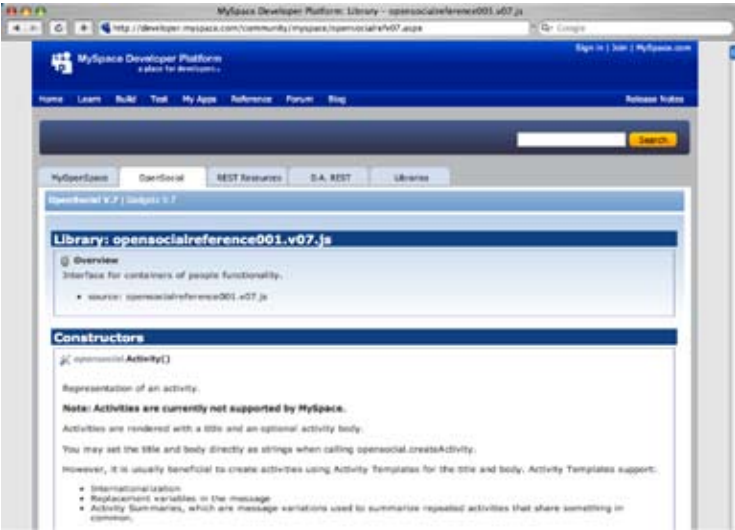 MySpace Developer Platform: Library - opensocialreference001.v07.js
http://developer.myspace.com/community/myspace/opensocialrefv07.aspx
Google
Sign in | Join | MySpace.com
MySpace Developer Platform
a place for developers
Home Learn Build Test My Apps Reference Forum Blog Release Notes
Search
MyOpenSpace OpenSocial REST Resources D.A. REST Libraries
OpenSocial V.7 | Gadgets V.7
Library: opensocialreference001.v07.js
Overview
Interface for containers of people functionality.
• source: opensocialreference001.v07.js
Constructors
opensocial.Activity()
Representation of an activity.
Note: Activities are currently not supported by MySpace.
Activities are rendered with a title and an optional activity body.
You may set the title and body directly as strings when calling opensocial.createActivity.
However, it is usually beneficial to create activities using Activity Templates for the title and body. Activity Templates support:
• Internationalization
• Replacement variables in the message
• Activity Summaries, which are message variations used to summarize repeated activities that share something in
common.